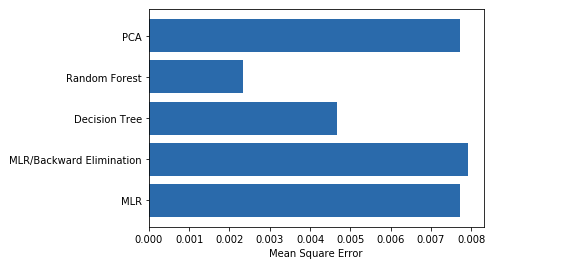 PCA
Random Forest
Decision Tree
MLR/Backward Elimination
MLR
0.000 0.001 0.002 0.003 0.004 0.005 0.006 0.007 0.008
Mean Square Error